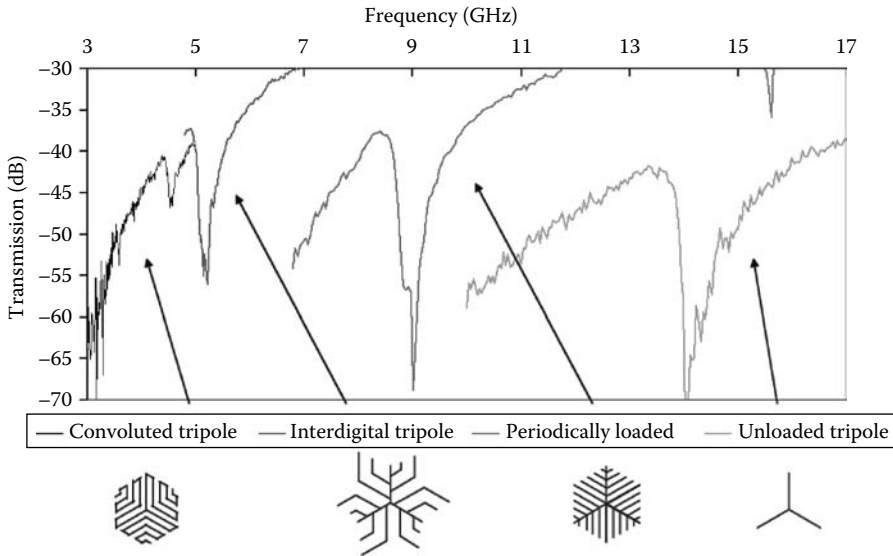 Frequency (GHz)
3 5 7 9 11 13 15 17
Transmission (dB)
−30
−35
−40
−45
−50
−55
−60
−65
−70
Convoluted tripole Interdigital tripole Periodically loaded Unloaded tripole